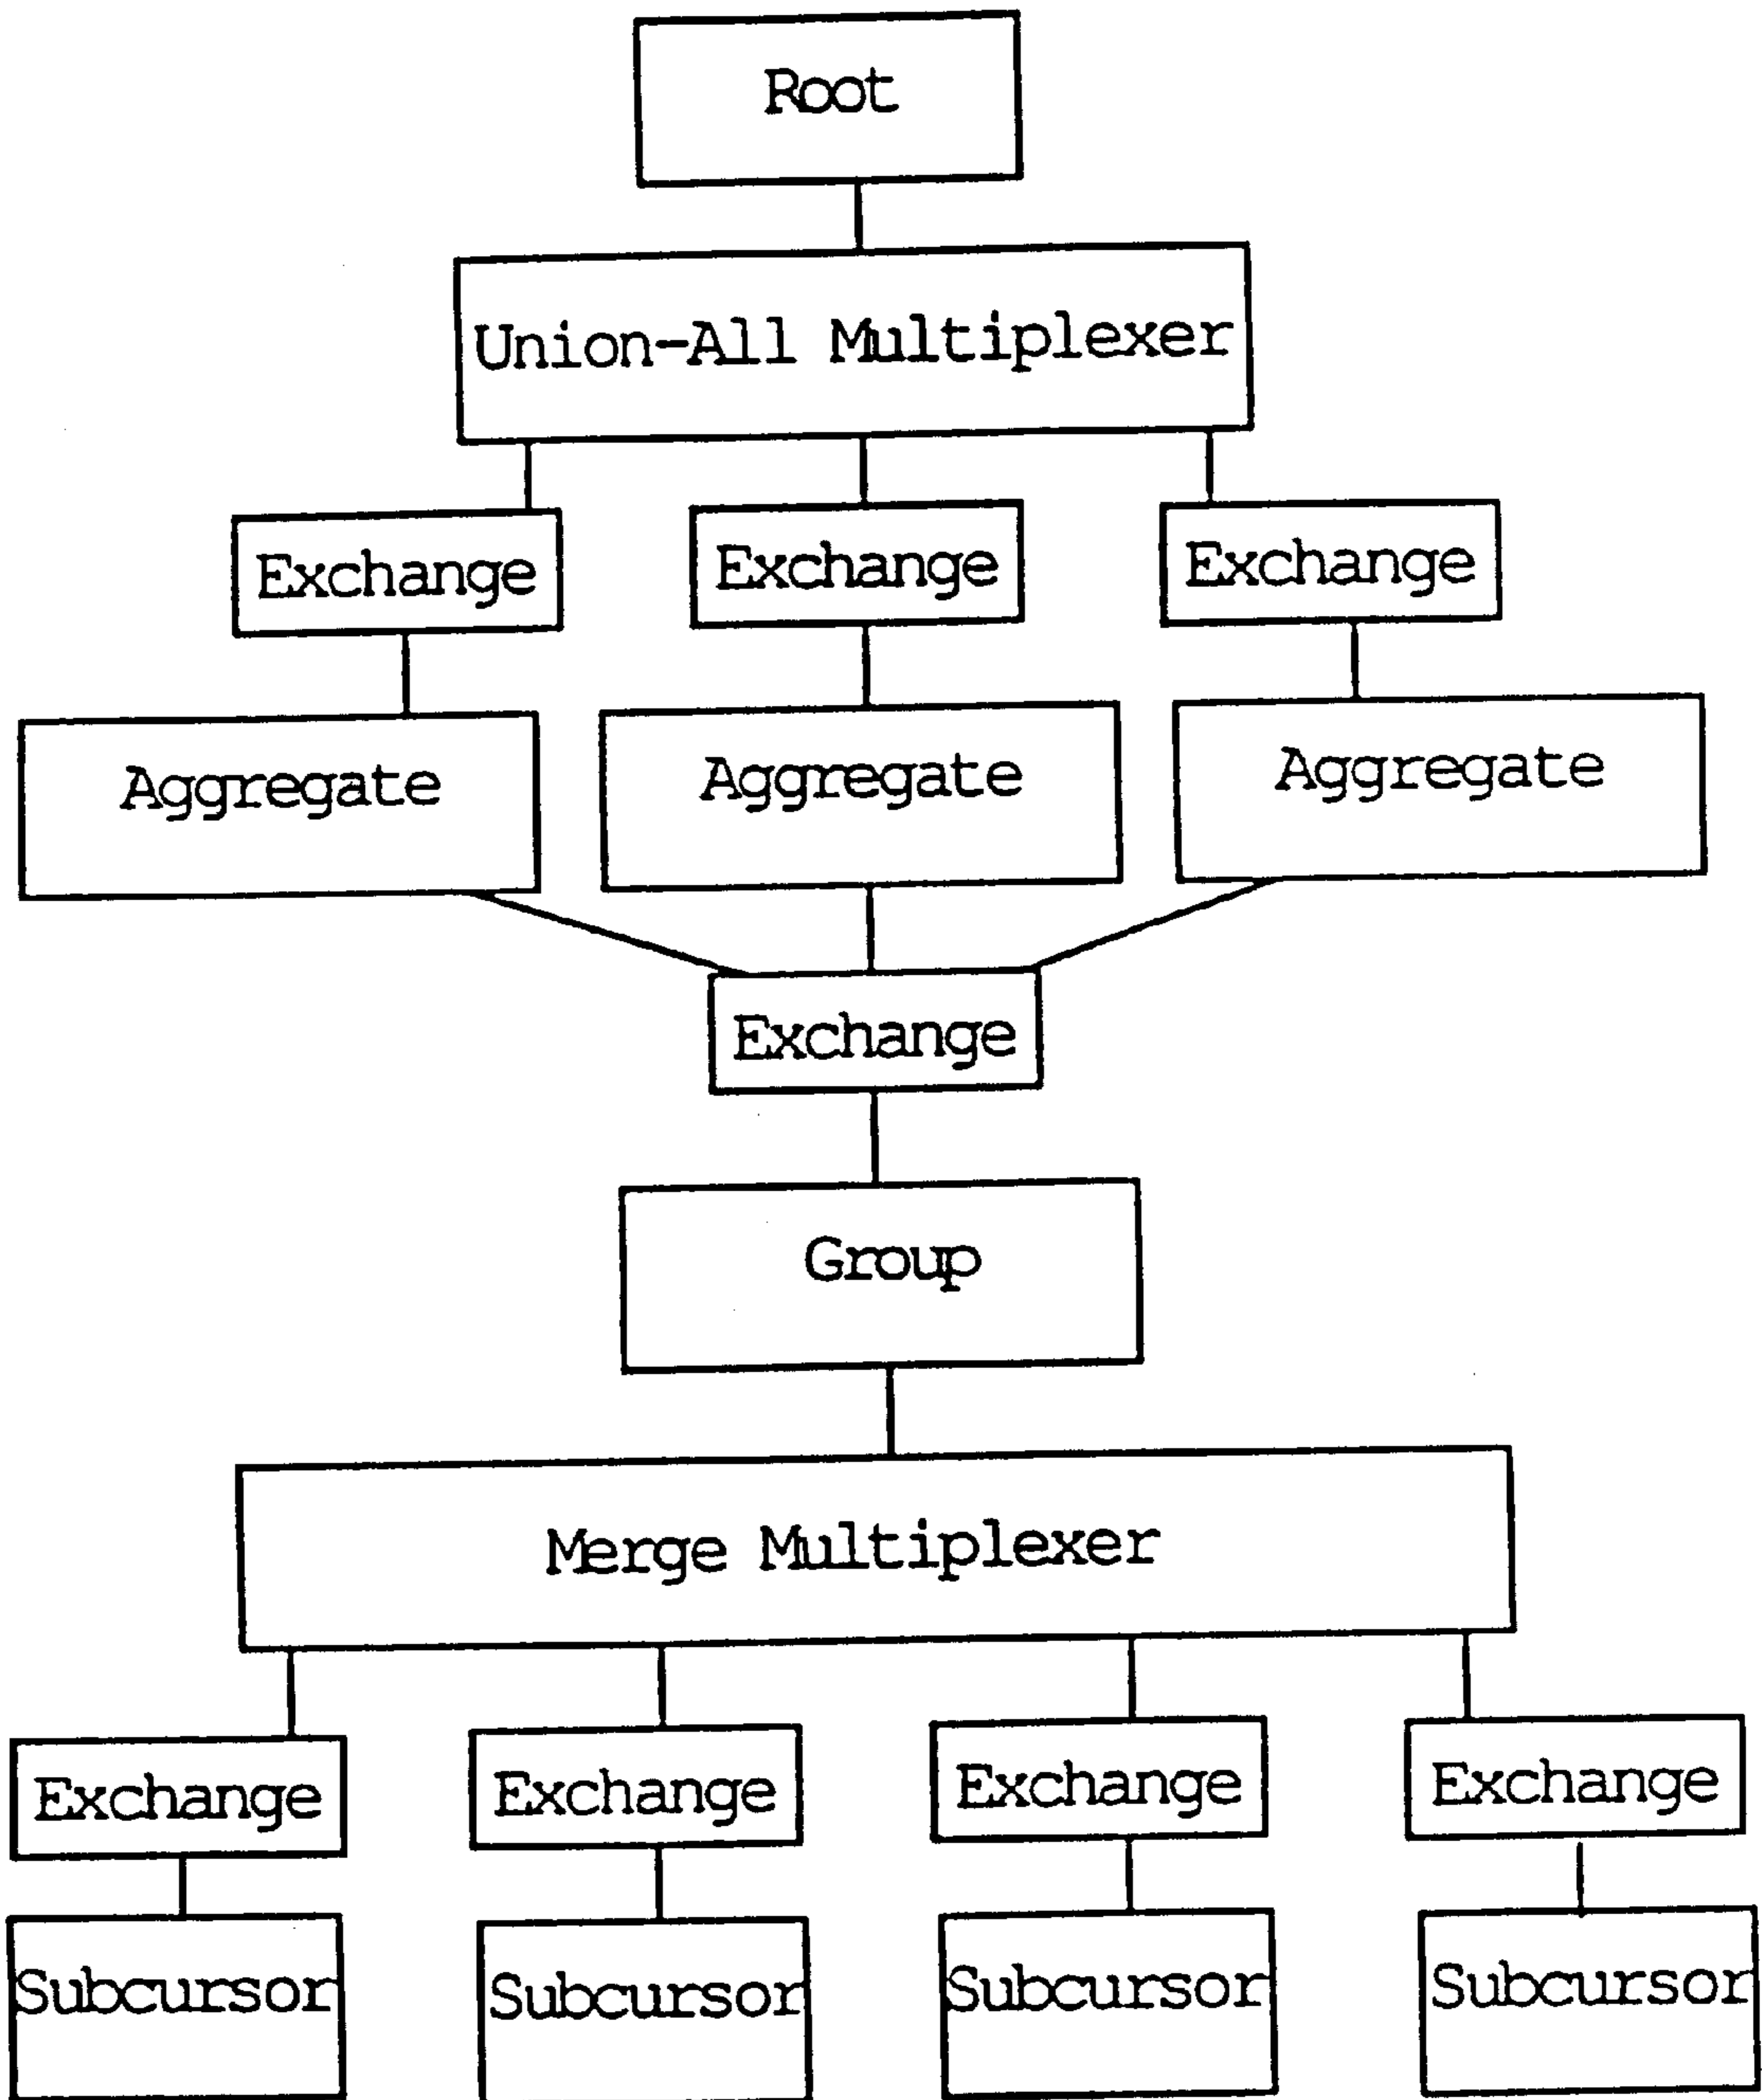 Root
Union-All Multiplexer
Exchange
Exchange
Exchange
Aggregate
Aggregate
Aggregate
Exchange
Group
Merge Multiplexer
Exchange
Exchange
Exchange
Exchange
Subcursor
Subcursor
Subcursor
Subcursor